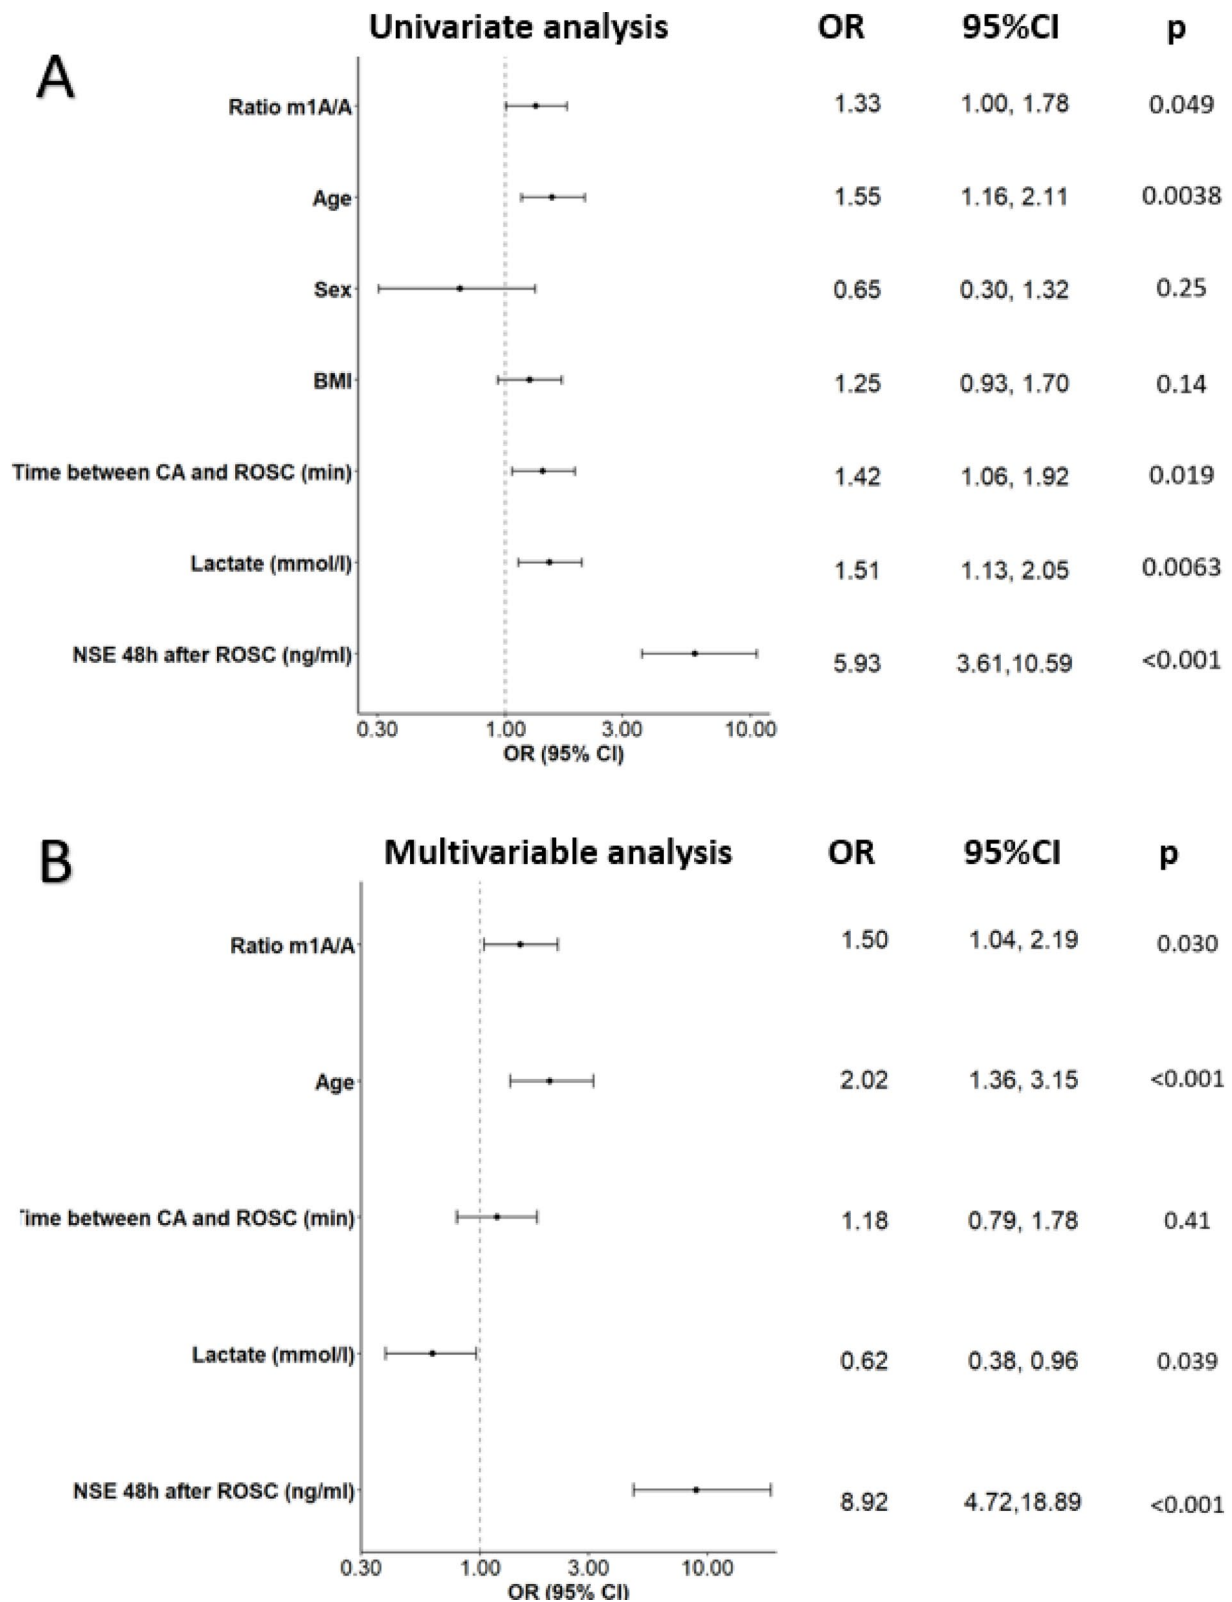 Univariate analysis OR 95%CI p
A
Ratio m1A/A 1.33 1.00, 1.78 0.049
Age 1.55 1.16, 2.11 0.0038
Sex 0.65 0.30, 1.32 0.25
BMI 1.25 0.93, 1.70 0.14
Time between CA and ROSC (min) 1.42 1.06, 1.92 0.019
Lactate (mmol/l) 1.51 1.13, 2.05 0.0063
NSE 48h after ROSC (ng/ml) 5.93 3.61,10.59 <0.001
0.30 1.00 3.00 10.00
OR (95% CI)
B Multivariable analysis OR 95%CI p
Ratio m1A/A 1.50 1.04, 2.19 0.030
Age 2.02 1.36, 3.15 <0.001
ime between CA and ROSC (min) 1.18 0.79, 1.78 0.41
Lactate (mmol/l) 0.62 0.38, 0.96 0.039
NSE 48h after ROSC (ng/ml) 8.92 4.72,18.89 <0.001
0.30 1.00 3.00 10.00
OR (95% CI)